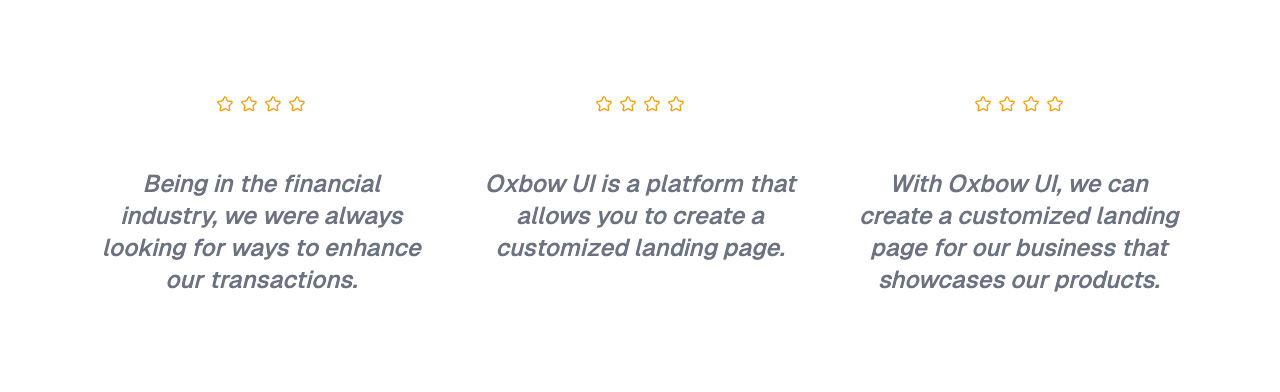 Being in the financial
industry, we were always
looking for ways to enhance
our transactions.
Oxbow UI is a platform that
allows you to create a
customized landing page.
With Oxbow UI, we can
create a customized landing
page for our business that
showcases our products.